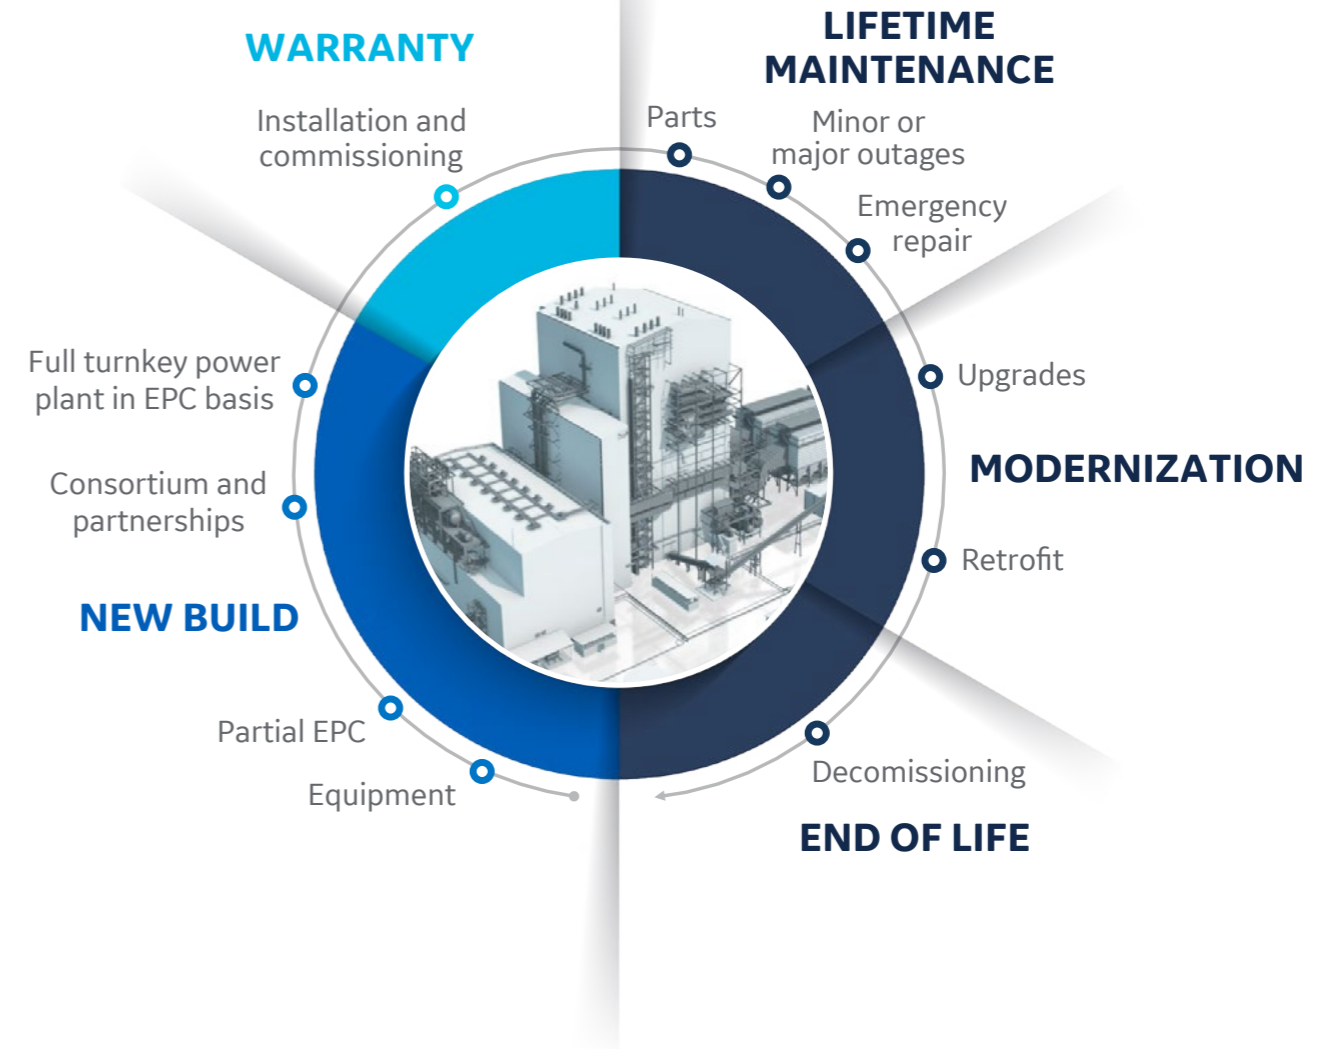 WARRANTY
Installation and
commissioning
LIFETIME
MAINTENANCE
Parts
Minor or
major outages
Emergency
repair
Upgrades
MODERNIZATION
Retrofit
Decomissioning
END OF LIFE
Full turnkey power
plant in EPC basis
Consortium and
partnerships
NEW BUILD
Partial EPC
Equipment